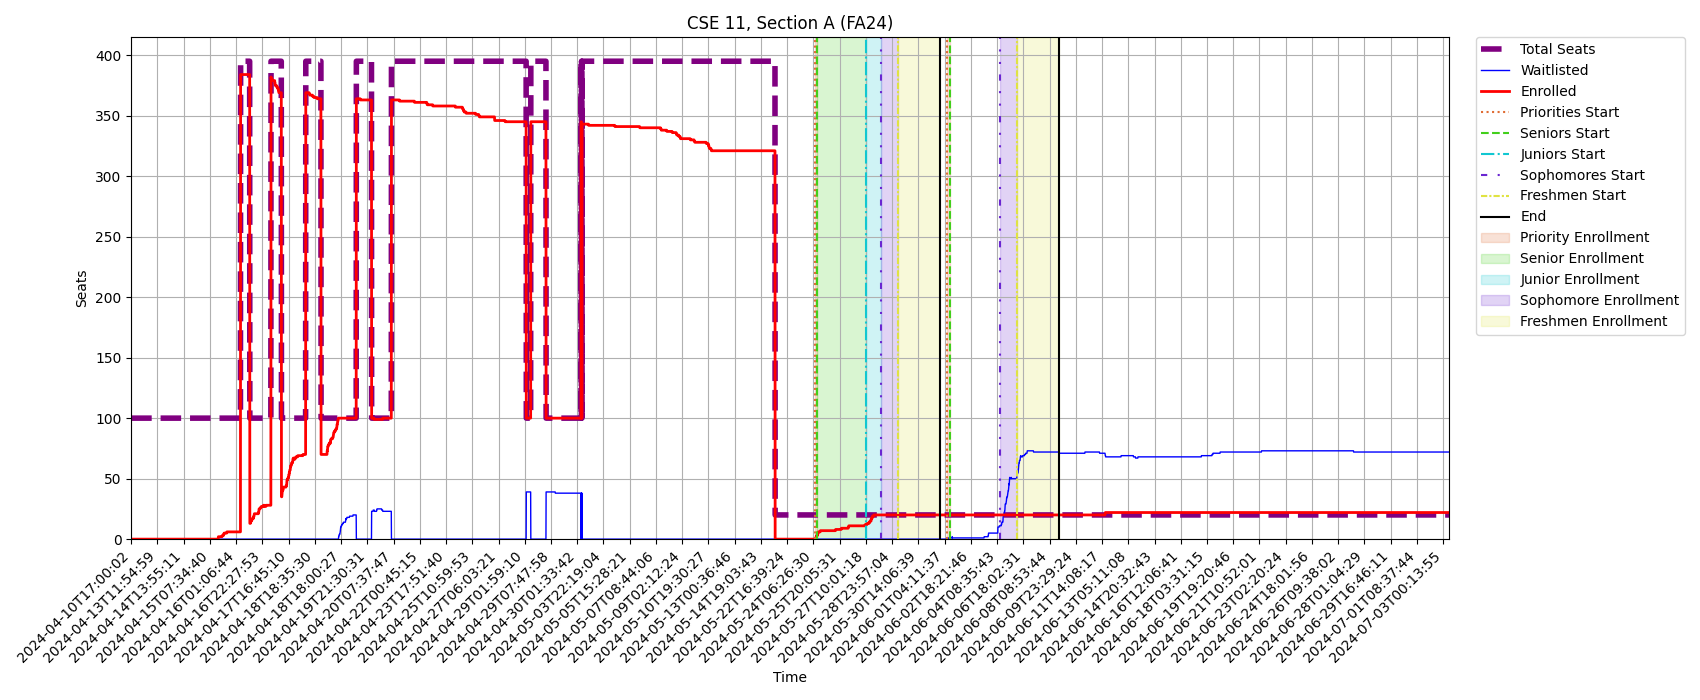 CSE 11, Section A (FA24)
Seats
400
350
300
250
200
150
100
50
0
2024-04-10T17:00:02
2024-04-13T11:54:59
2024-04-14T13:55:11
2024-04-15T07:34:40
2024-04-16T01:06:44
2024-04-16T22:27:53
2024-04-17T16:45:10
2024-04-18T18:35:30
2024-04-18T18:00:27
2024-04-19T21:30:31
2024-04-20T07:37:47
2024-04-22T00:45:15
2024-04-23T17:51:40
2024-04-25T10:59:53
2024-04-27T06:03:21
2024-04-29T01:59:10
2024-04-29T07:47:58
2024-04-30T01:33:42
2024-05-03T22:19:04
2024-05-05T15:28:21
2024-05-07T08:44:06
2024-05-09T02:12:24
2024-05-10T19:30:27
2024-05-13T00:36:46
2024-05-14T19:03:43
2024-05-22T16:39:24
2024-05-24T06:26:30
2024-05-25T20:05:31
2024-05-27T10:01:18
2024-05-28T23:57:04
2024-05-30T14:06:39
2024-06-01T04:11:37
2024-06-02T18:21:46
2024-06-04T08:35:43
2024-06-06T18:02:31
2024-06-08T08:53:44
2024-06-09T23:29:24
2024-06-11T14:08:17
2024-06-13T05:11:08
2024-06-14T20:32:43
2024-06-16T12:06:41
2024-06-18T03:31:15
2024-06-19T19:20:46
2024-06-21T10:52:01
2024-06-23T02:20:24
2024-06-24T18:01:56
2024-06-26T09:38:02
2024-06-28T01:04:29
2024-06-29T16:46:11
2024-07-01T08:37:44
2024-07-03T00:13:55
Time
Total Seats
Waitlisted
Enrolled
Priorities Start
Seniors Start
Juniors Start
Sophomores Start
Freshmen Start
End
Priority Enrollment
Senior Enrollment
Junior Enrollment
Sophomore Enrollment
Freshmen Enrollment